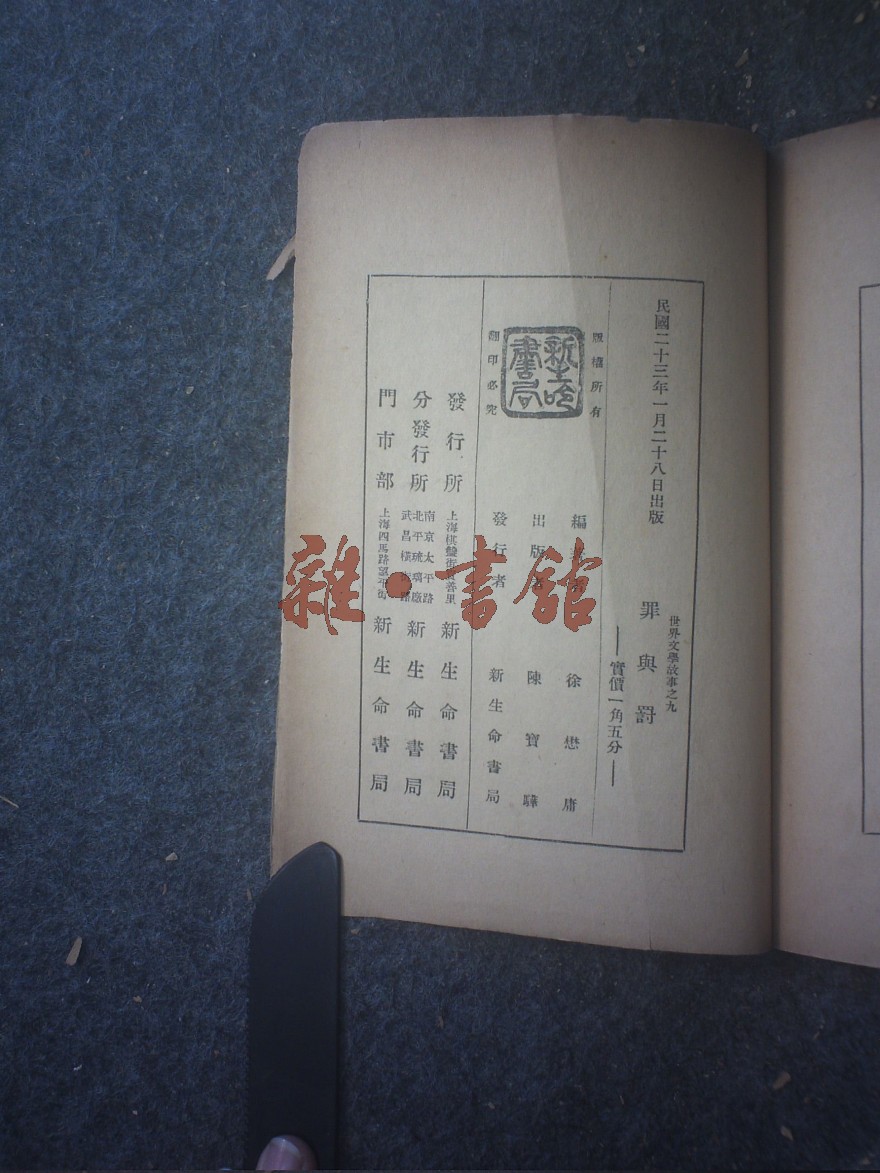 民國二十三年一月二十八日出版
世界文學故事之九
罪與罰
實價一角五分
版權所有
新生命書局
翻印必究
編述者 徐懋庸
出版者 陳寶驊
發行者 新生命書局
發行所 上海棋盤街寶善里 新生命書局
分發行所 南京太平路 北平琉璃廠 武昌橫街路 新生命書局
門市部 上海四馬路望平街 新生命書局
雜·書館